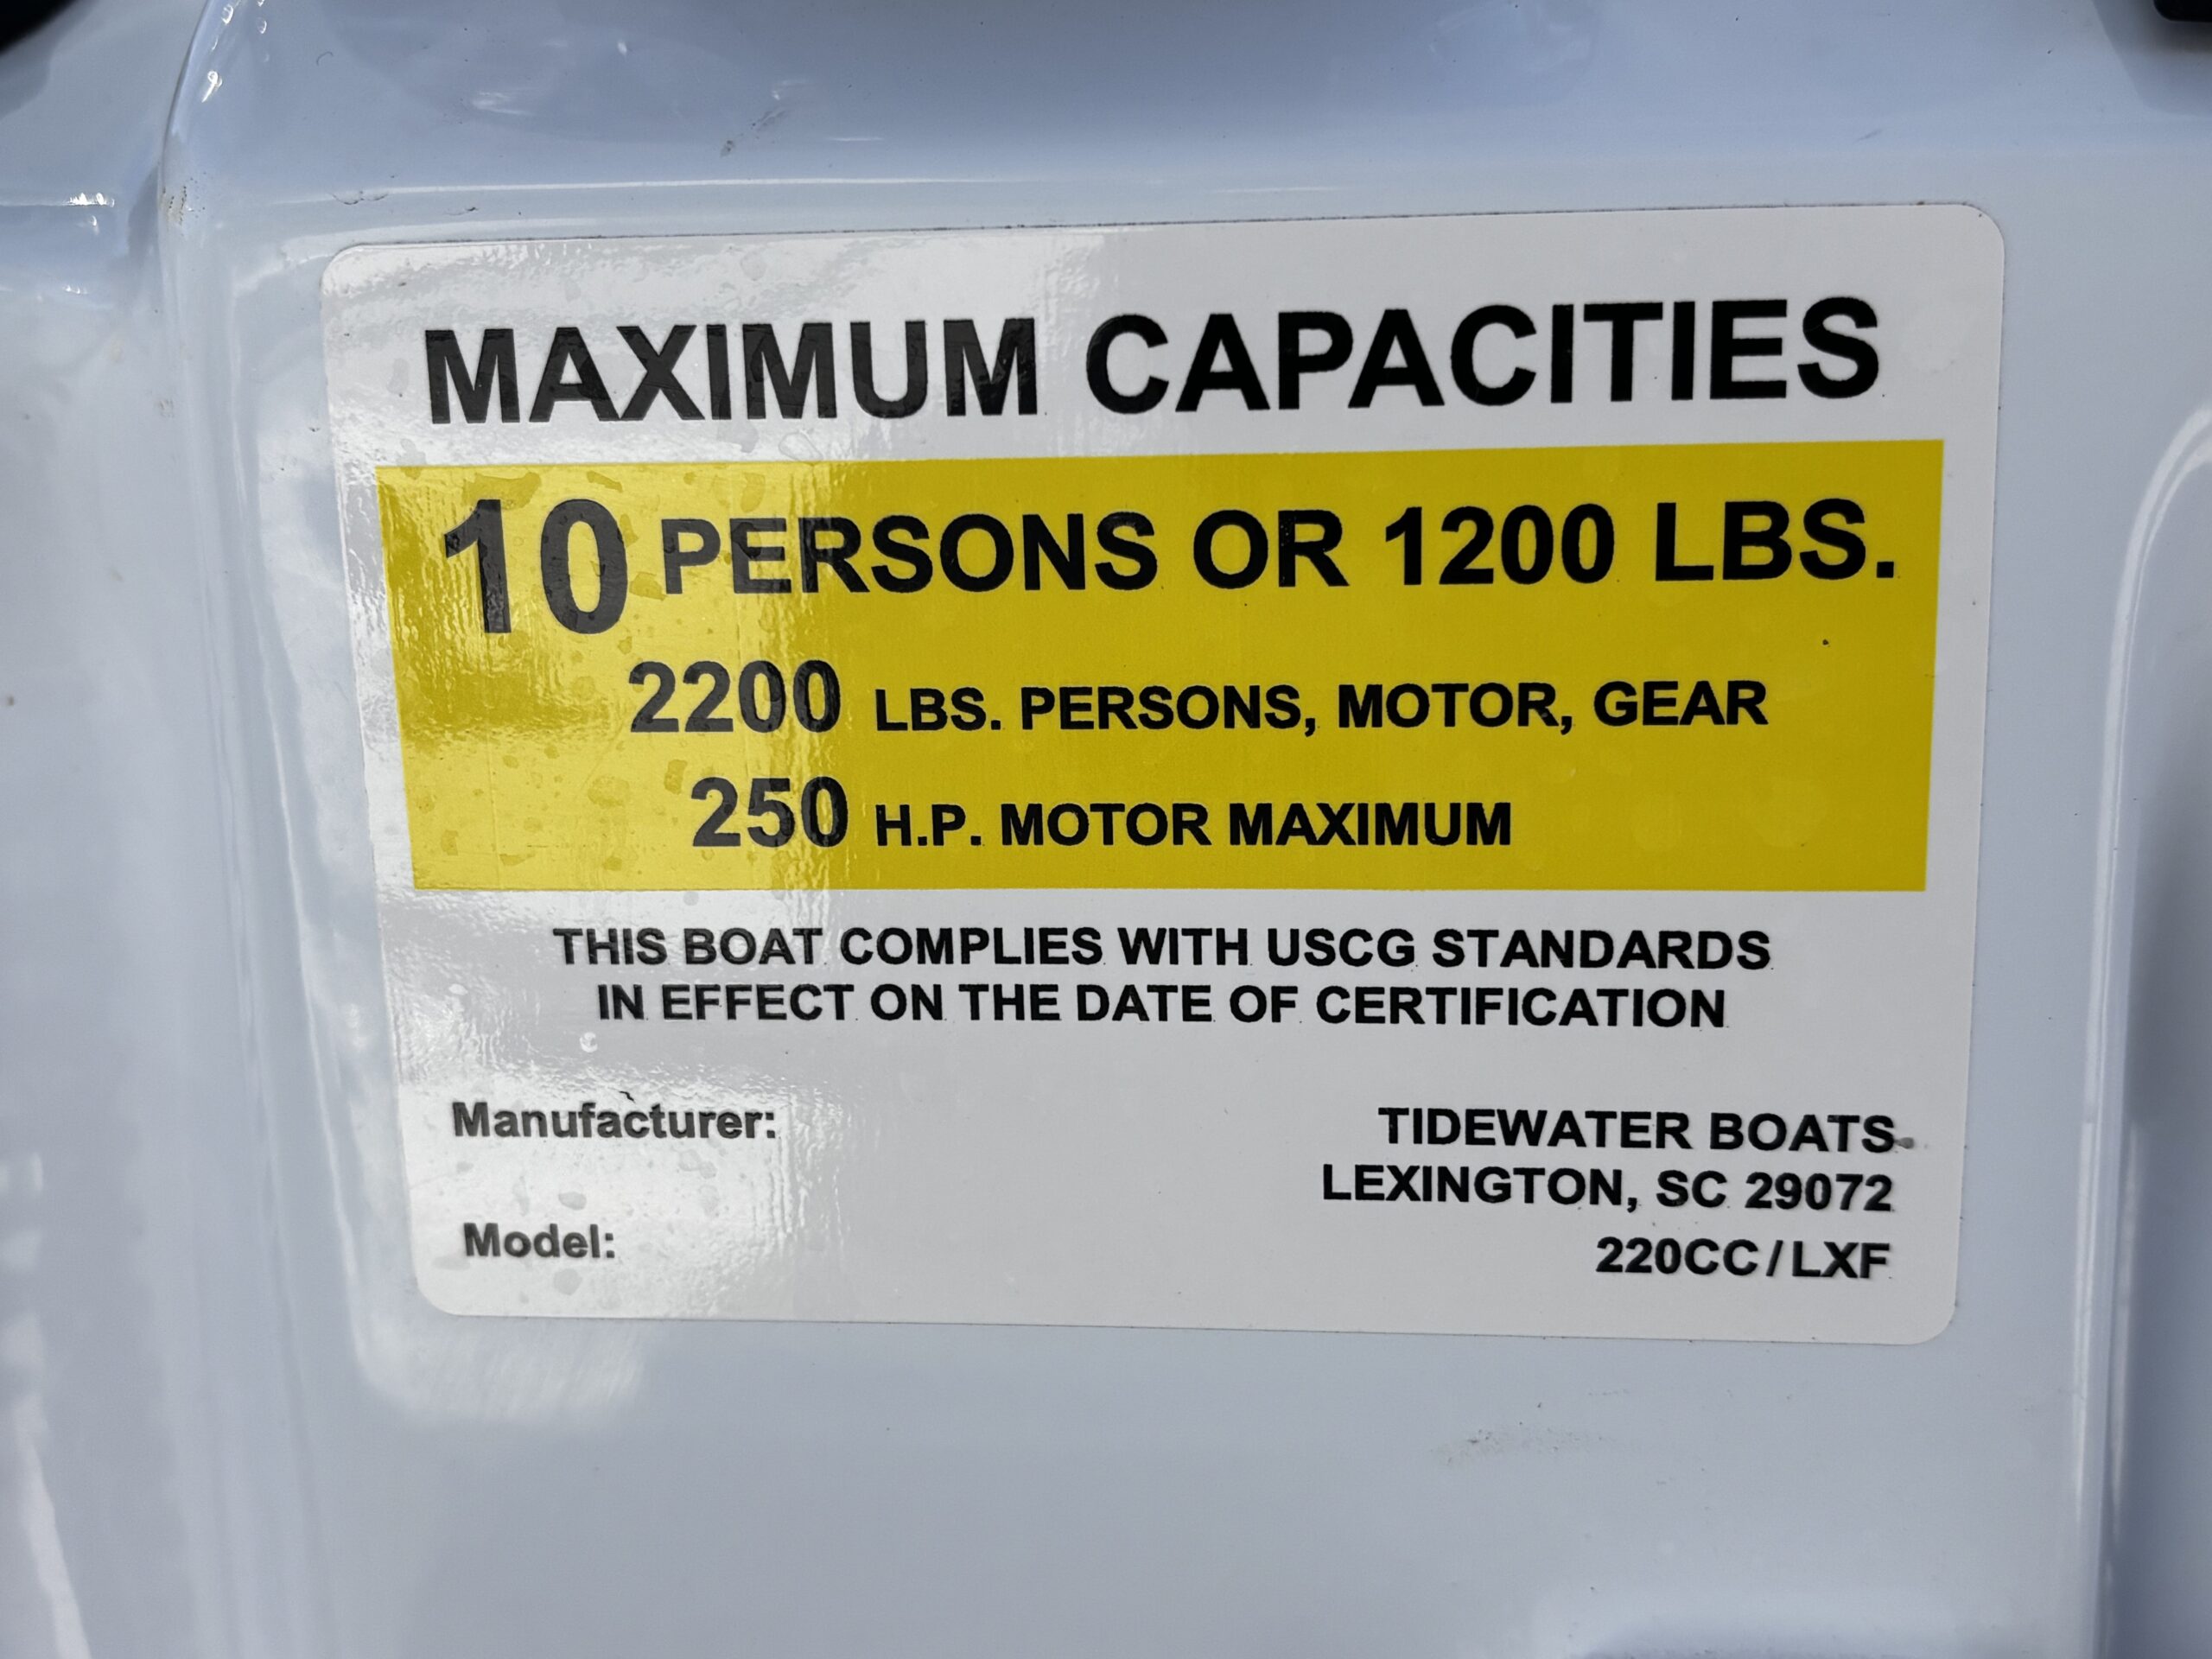 MAXIMUM CAPACITIES
10 PERSONS OR 1200 LBS.
2200 LBS. PERSONS, MOTOR, GEAR
250 H.P. MOTOR MAXIMUM
THIS BOAT COMPLIES WITH USCG STANDARDS
IN EFFECT ON THE DATE OF CERTIFICATION
Manufacturer: TIDEWATER BOATS
LEXINGTON, SC 29072
Model: 220CC/LXF